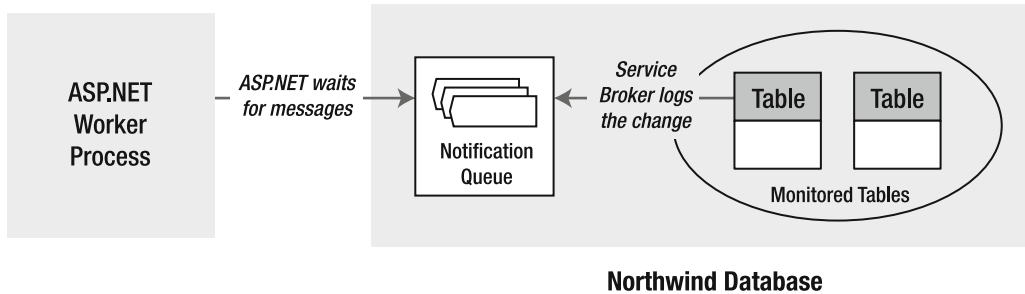 ASP.NET
Worker
Process
ASP.NET waits
for messages
Notification
Queue
Service
Broker logs
the change
Table
Table
Monitored Tables
Northwind Database